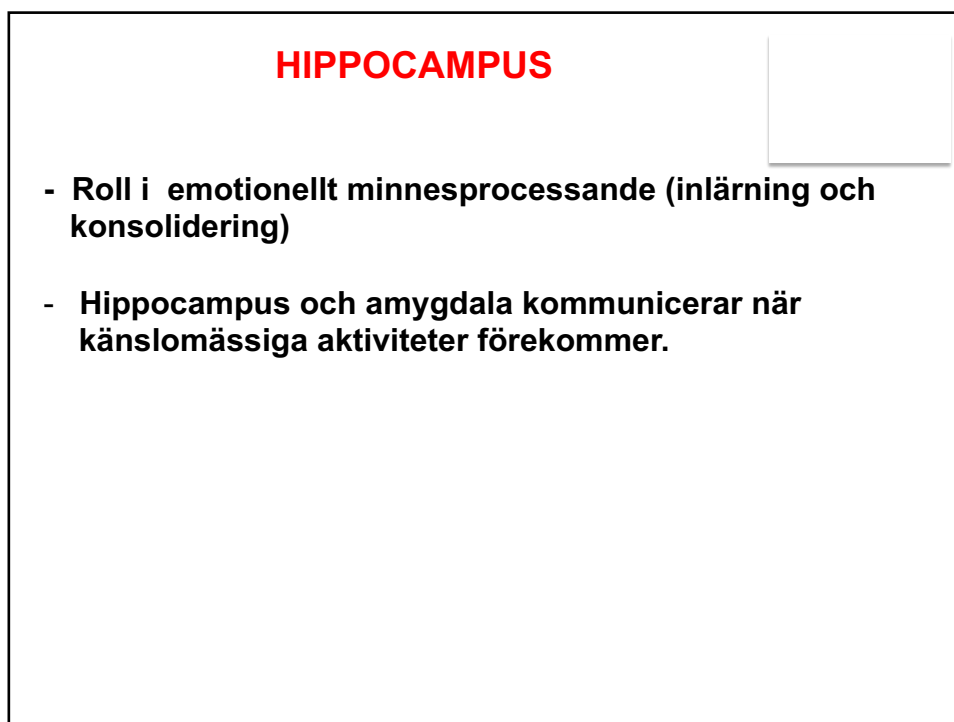 HIPPOCAMPUS
- Roll i emotionellt minnesprocessande (inlärning och
konsolidering)
- Hippocampus och amygdala kommunicerar när
känslomässiga aktiviteter förekommer.